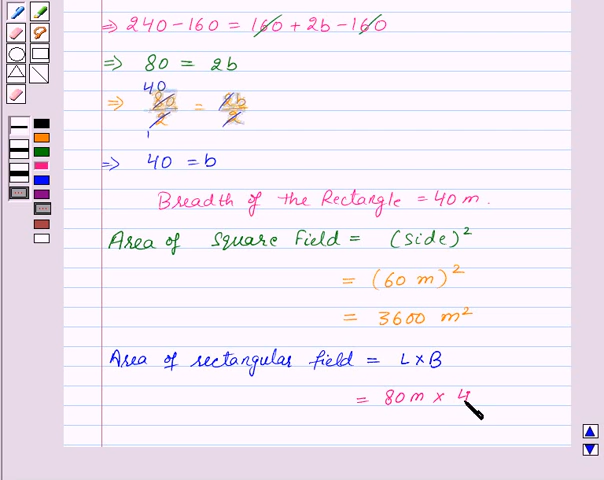 ⇒ 240 - 160 = 160 + 2b - 160
⇒ 80 = 2b
40
⇒ 80/2 = 2b/2
1
⇒ 40 = b
Breadth of the Rectangle = 40 m.
Area of square field = (side)²
= (60 m)²
= 3600 m²
Area of rectangular field = L × B
= 80 m × 4